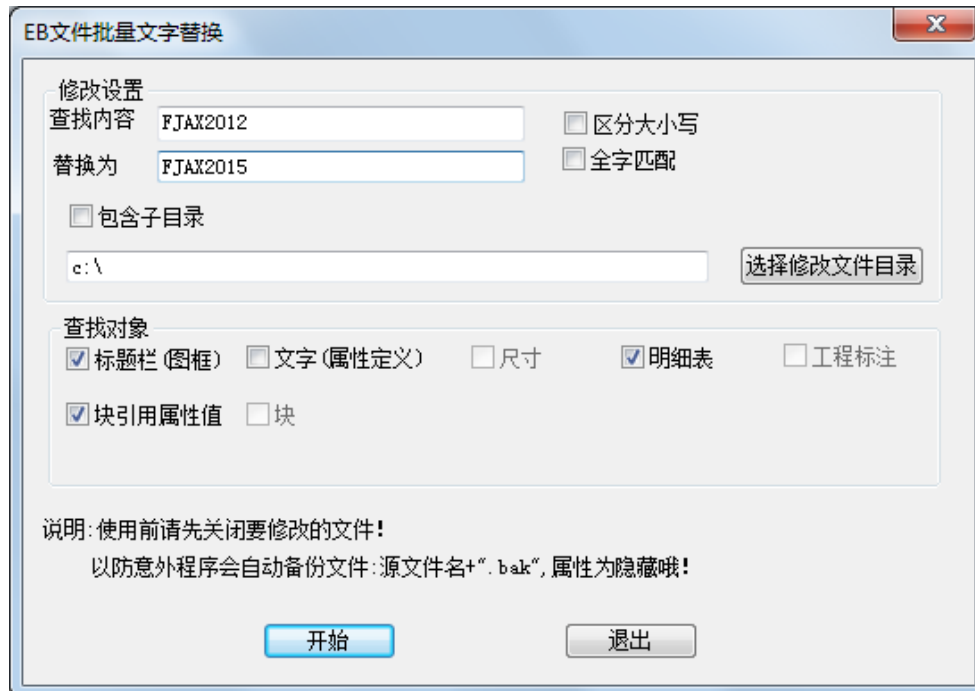 EB文件批量文字替换
修改设置
查找内容 FJAX2012 区分大小写
替换为 FJAX2015 全字匹配
包含子目录
c:\ 选择修改文件目录
查找对象
标题栏(图框) 文字(属性定义) 尺寸 明细表 工程标注
块引用属性值 块
说明:使用前请先关闭要修改的文件!
以防意外程序会自动备份文件:源文件名+".bak",属性为隐藏哦!
开始 退出